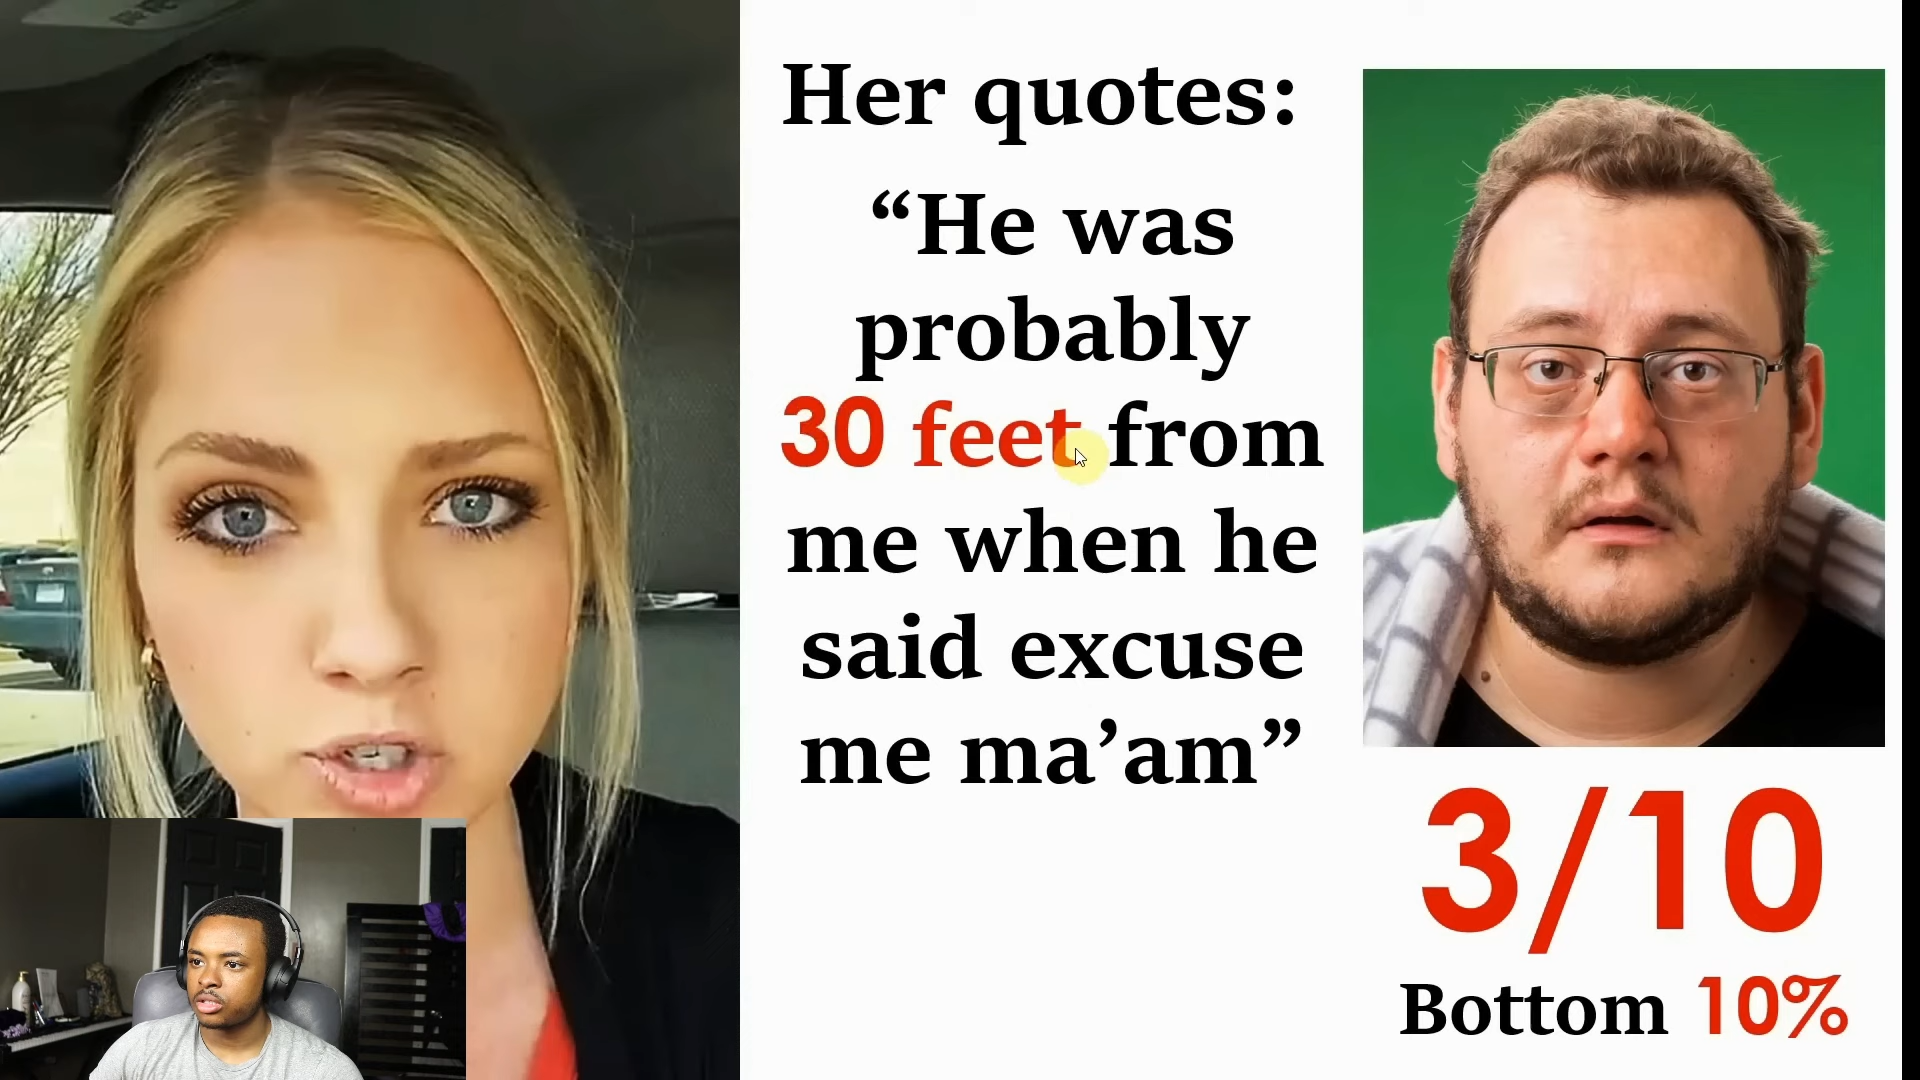 Her quotes:
“He was
probably
30 feet from
me when he
said excuse
me ma’am”
3/10
Bottom 10%